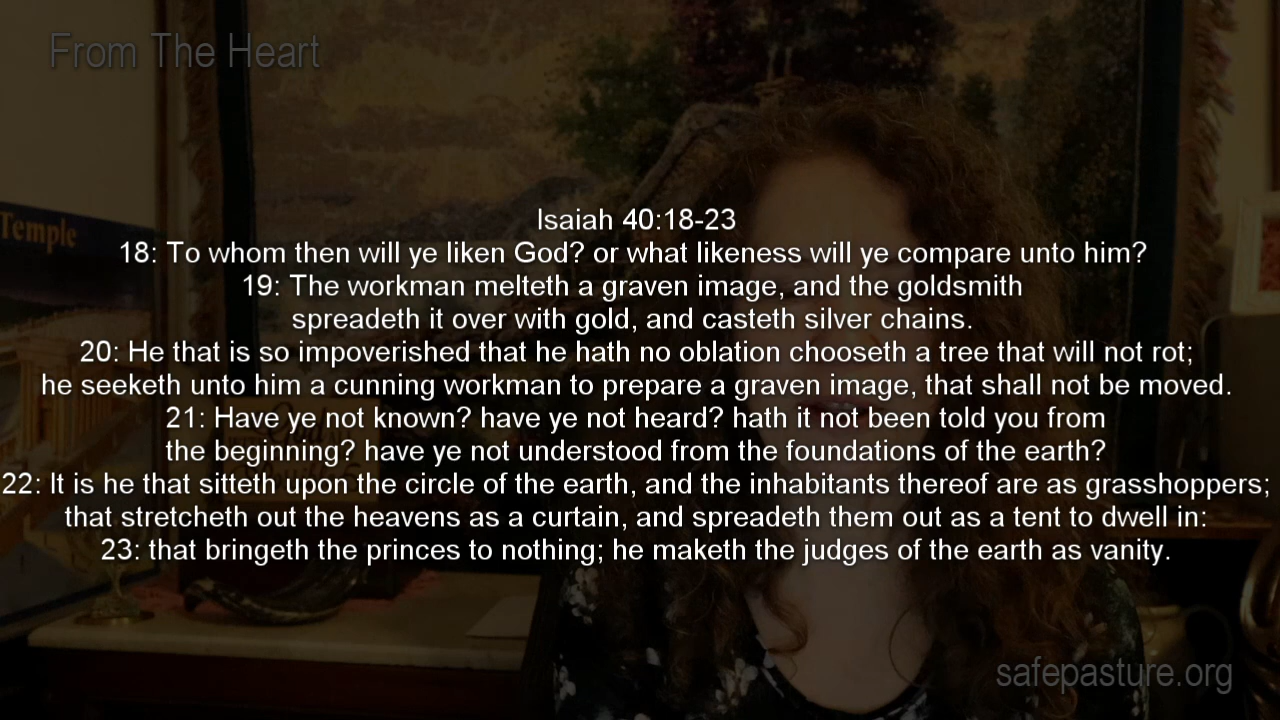 From The Heart
Temple
Isaiah 40:18-23
18: To whom then will ye liken God? or what likeness will ye compare unto him?
19: The workman melteth a graven image, and the goldsmith
spreadeth it over with gold, and casteth silver chains.
20: He that is so impoverished that he hath no oblation chooseth a tree that will not rot;
he seeketh unto him a cunning workman to prepare a graven image, that shall not be moved.
21: Have ye not known? have ye not heard? hath it not been told you from
the beginning? have ye not understood from the foundations of the earth?
22: It is he that sitteth upon the circle of the earth, and the inhabitants thereof are as grasshoppers;
that stretcheth out the heavens as a curtain, and spreadeth them out as a tent to dwell in:
23: that bringeth the princes to nothing; he maketh the judges of the earth as vanity.
safepasture.org